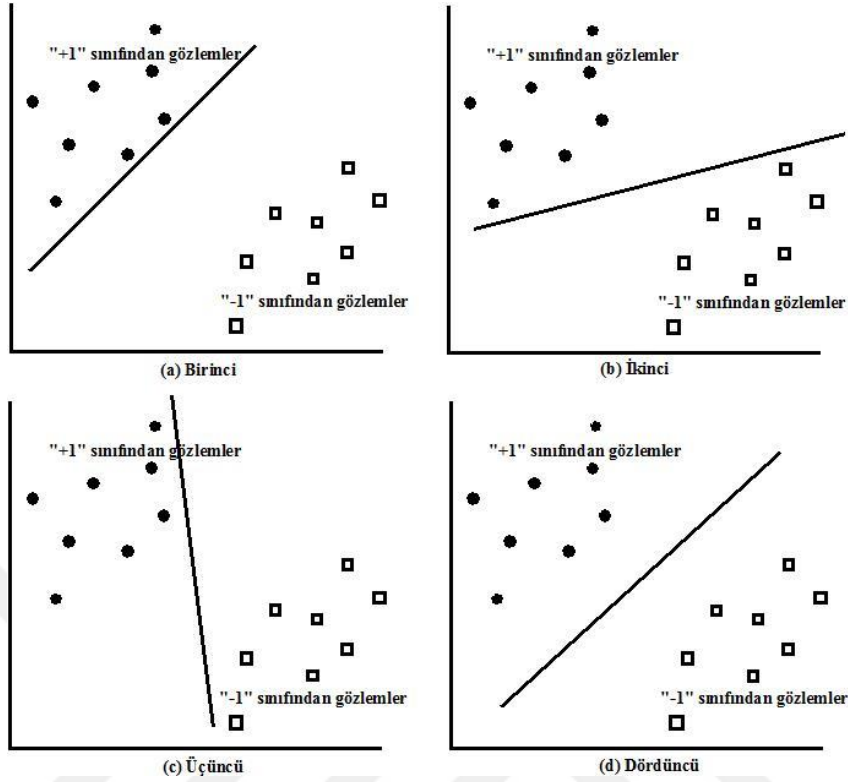 "+1" sınıfından gözlemler
"-1" sınıfından gözlemler
(a) Birinci
"+1" sınıfından gözlemler
"-1" sınıfından gözlemler
(b) İkinci
"+1" sınıfından gözlemler
"-1" sınıfından gözlemler
(c) Üçüncü
"+1" sınıfından gözlemler
"-1" sınıfından gözlemler
(d) Dördüncü